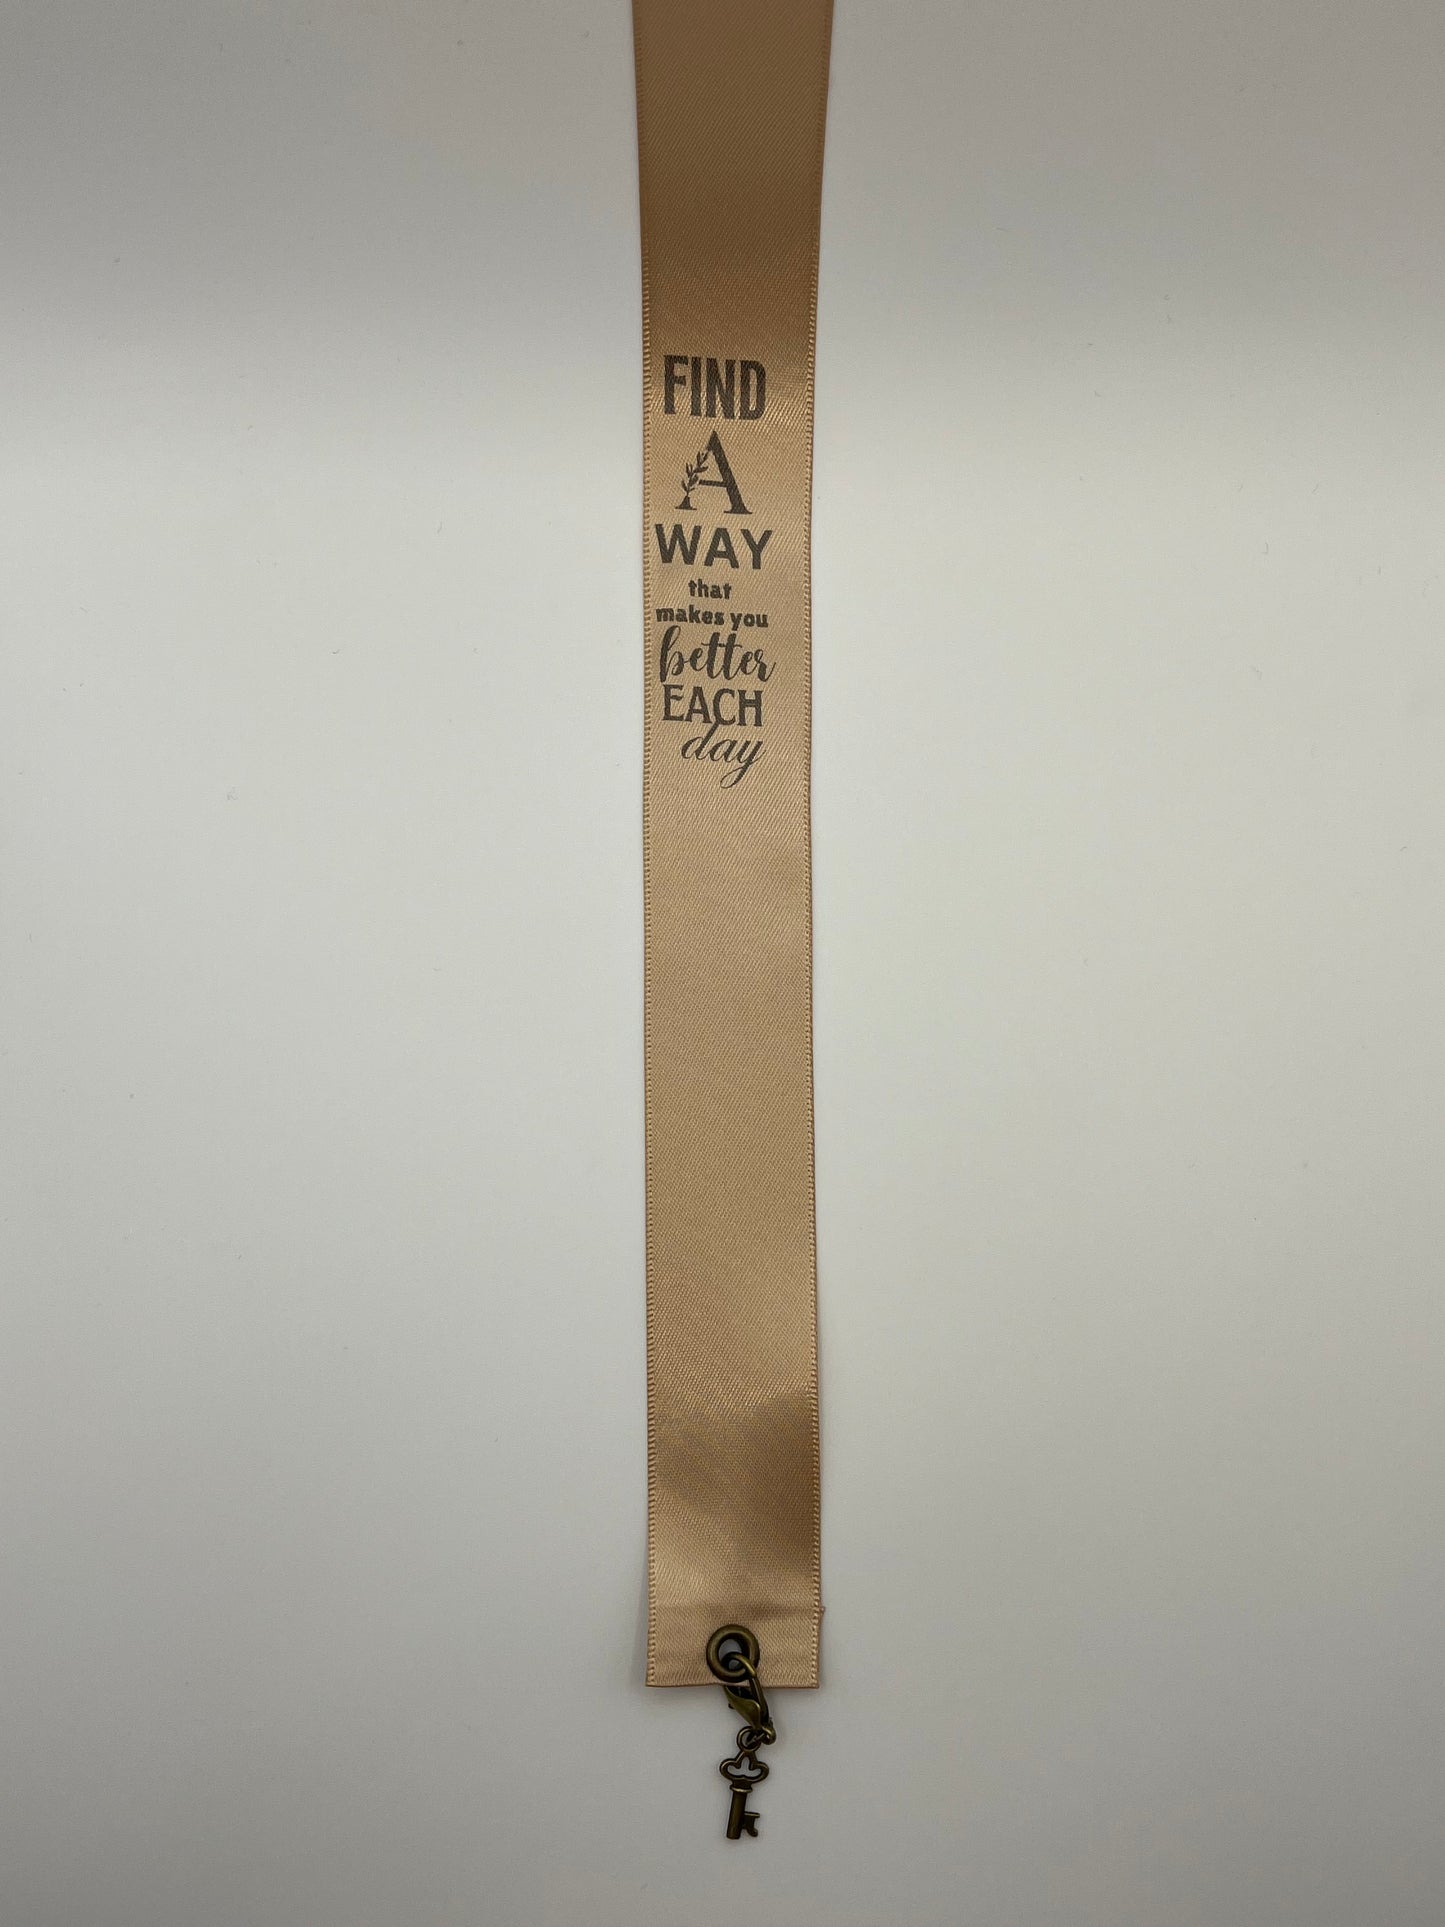 FIND
A
WAY
that
makes you
better
EACH
day